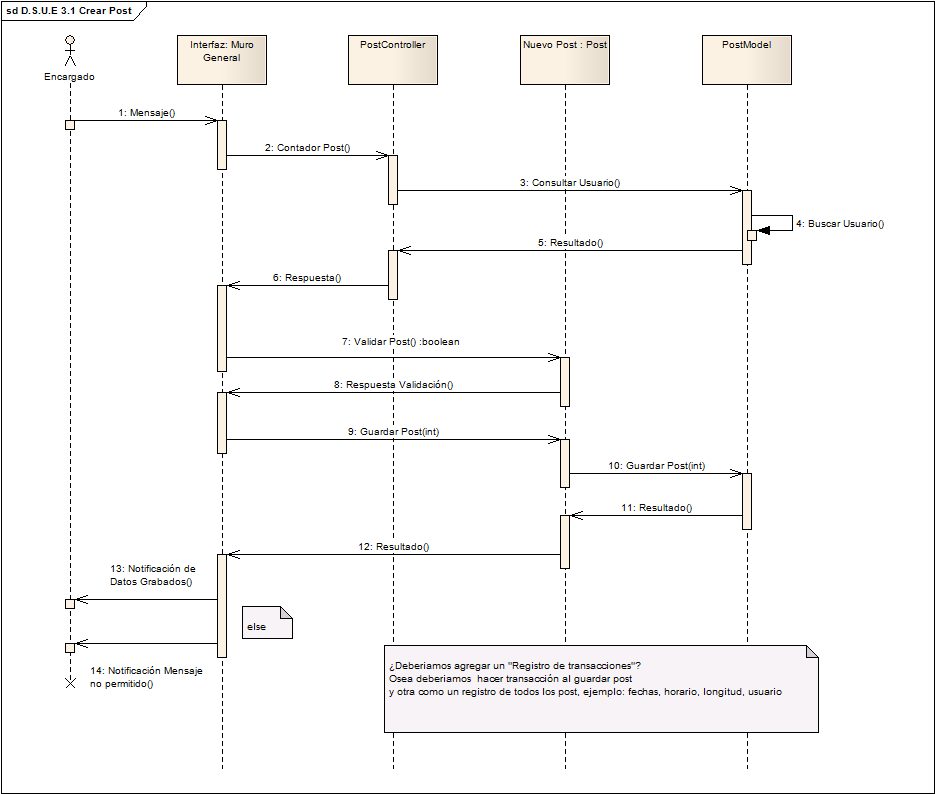 sd D.S.U.E 3.1 Crear Post
Encargado
Interfaz: Muro
General
PostController
Nuevo Post : Post
PostModel
1: Mensaje()
2: Contador Post()
3: Consultar Usuario()
4: Buscar Usuario()
5: Resultado()
6: Respuesta()
7: Validar Post() :boolean
8: Respuesta Validación()
9: Guardar Post(int)
10: Guardar Post(int)
11: Resultado()
12: Resultado()
13: Notificación de
Datos Grabados()
else
14: Notificación Mensaje
no permitido()
¿Deberiamos agregar un "Registro de transacciones"?
Osea deberiamos  hacer transacción al guardar post
y otra como un registro de todos los post, ejemplo: fechas, horario, longitud, usuario